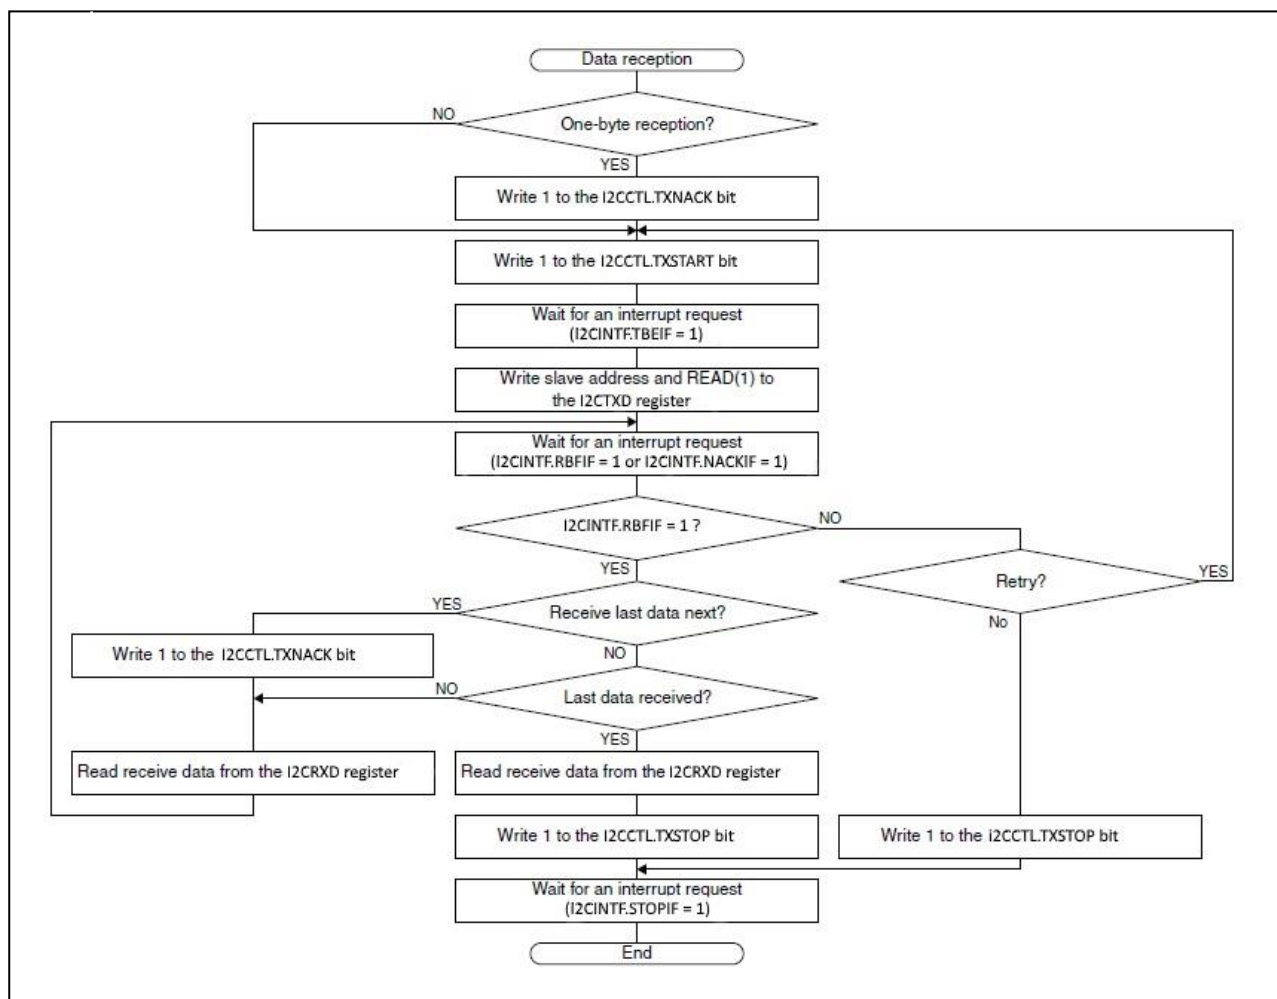 Data reception
NO
One-byte reception?
YES
Write 1 to the I2CCTL.TXNACK bit
Write 1 to the I2CCTL.TXSTART bit
Wait for an interrupt request
(I2CINTF.TBEIF = 1)
Write slave address and READ(1) to
the I2CTXD register
Wait for an interrupt request
(I2CINTF.RBFIF = 1 or I2CINTF.NACKIF = 1)
I2CINTF.RBFIF = 1 ?
NO
YES
Retry?
YES
No
YES
Receive last data next?
NO
Write 1 to the I2CCTL.TXNACK bit
NO
Last data received?
YES
Read receive data from the I2CRXD register
Read receive data from the I2CRXD register
Write 1 to the I2CCTL.TXSTOP bit
Write 1 to the i2CCTL.TXSTOP bit
Wait for an interrupt request
(I2CINTF.STOPIF = 1)
End